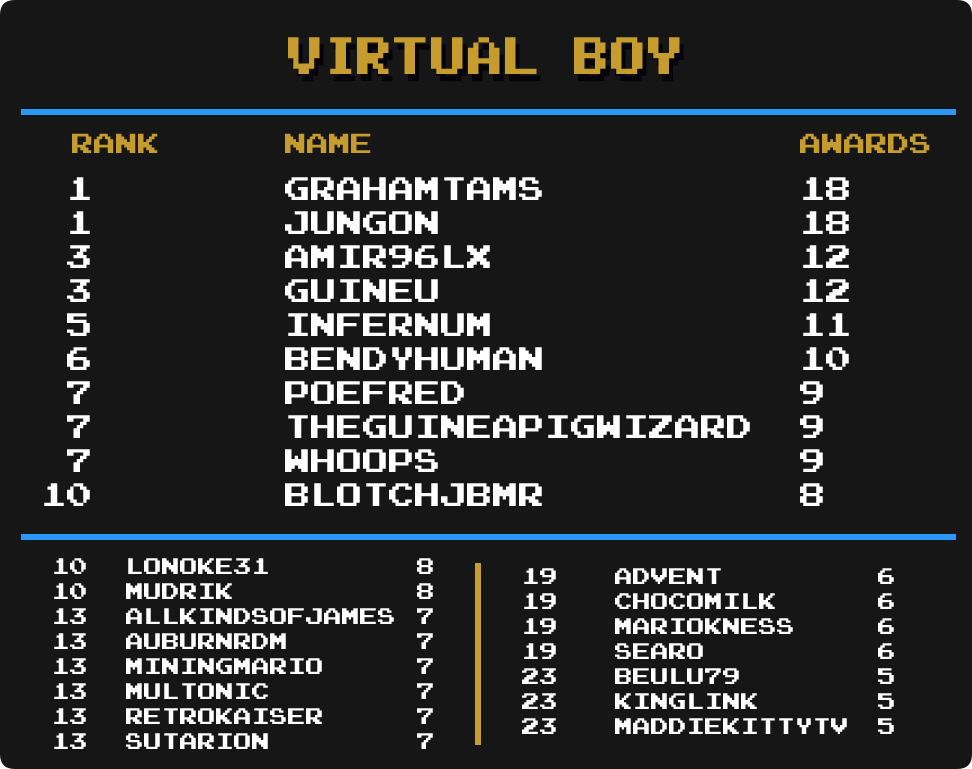 VIRTUAL BOY
RANK NAME AWARDS
1 GRAHAMTAMS 18
1 JUNGON 18
3 AMIR96LX 12
3 GUINEU 12
5 INFERNUM 11
6 BENDYHUMAN 10
7 POEFRED 9
7 THEGUINEAPIGWIZARD 9
7 WHOOPS 9
10 BLOTCHJBMR 8
10 LONOKE31 8
10 MUDRIK 8
13 ALLKINDSOFJAMES 7
13 AUBURNRDM 7
13 MININGMARIO 7
13 MULTONIC 7
13 RETROKAISER 7
13 SUTARION 7
19 ADVENT 6
19 CHOCOMILK 6
19 MARIOKNESS 6
19 SEARO 6
23 BEULU79 5
23 KINGLINK 5
23 MADDIEKITTYTV 5